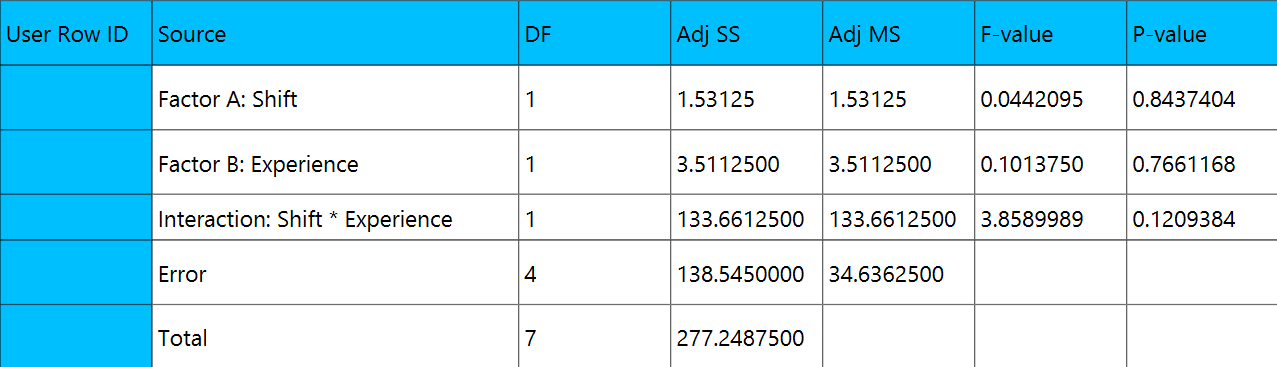 User Row ID Source DF Adj SS Adj MS F-value P-value
Factor A: Shift 1 1.53125 1.53125 0.0442095 0.8437404
Factor B: Experience 1 3.5112500 3.5112500 0.1013750 0.7661168
Interaction: Shift * Experience 1 133.6612500 133.6612500 3.8589989 0.1209384
Error 4 138.5450000 34.6362500
Total 7 277.2487500